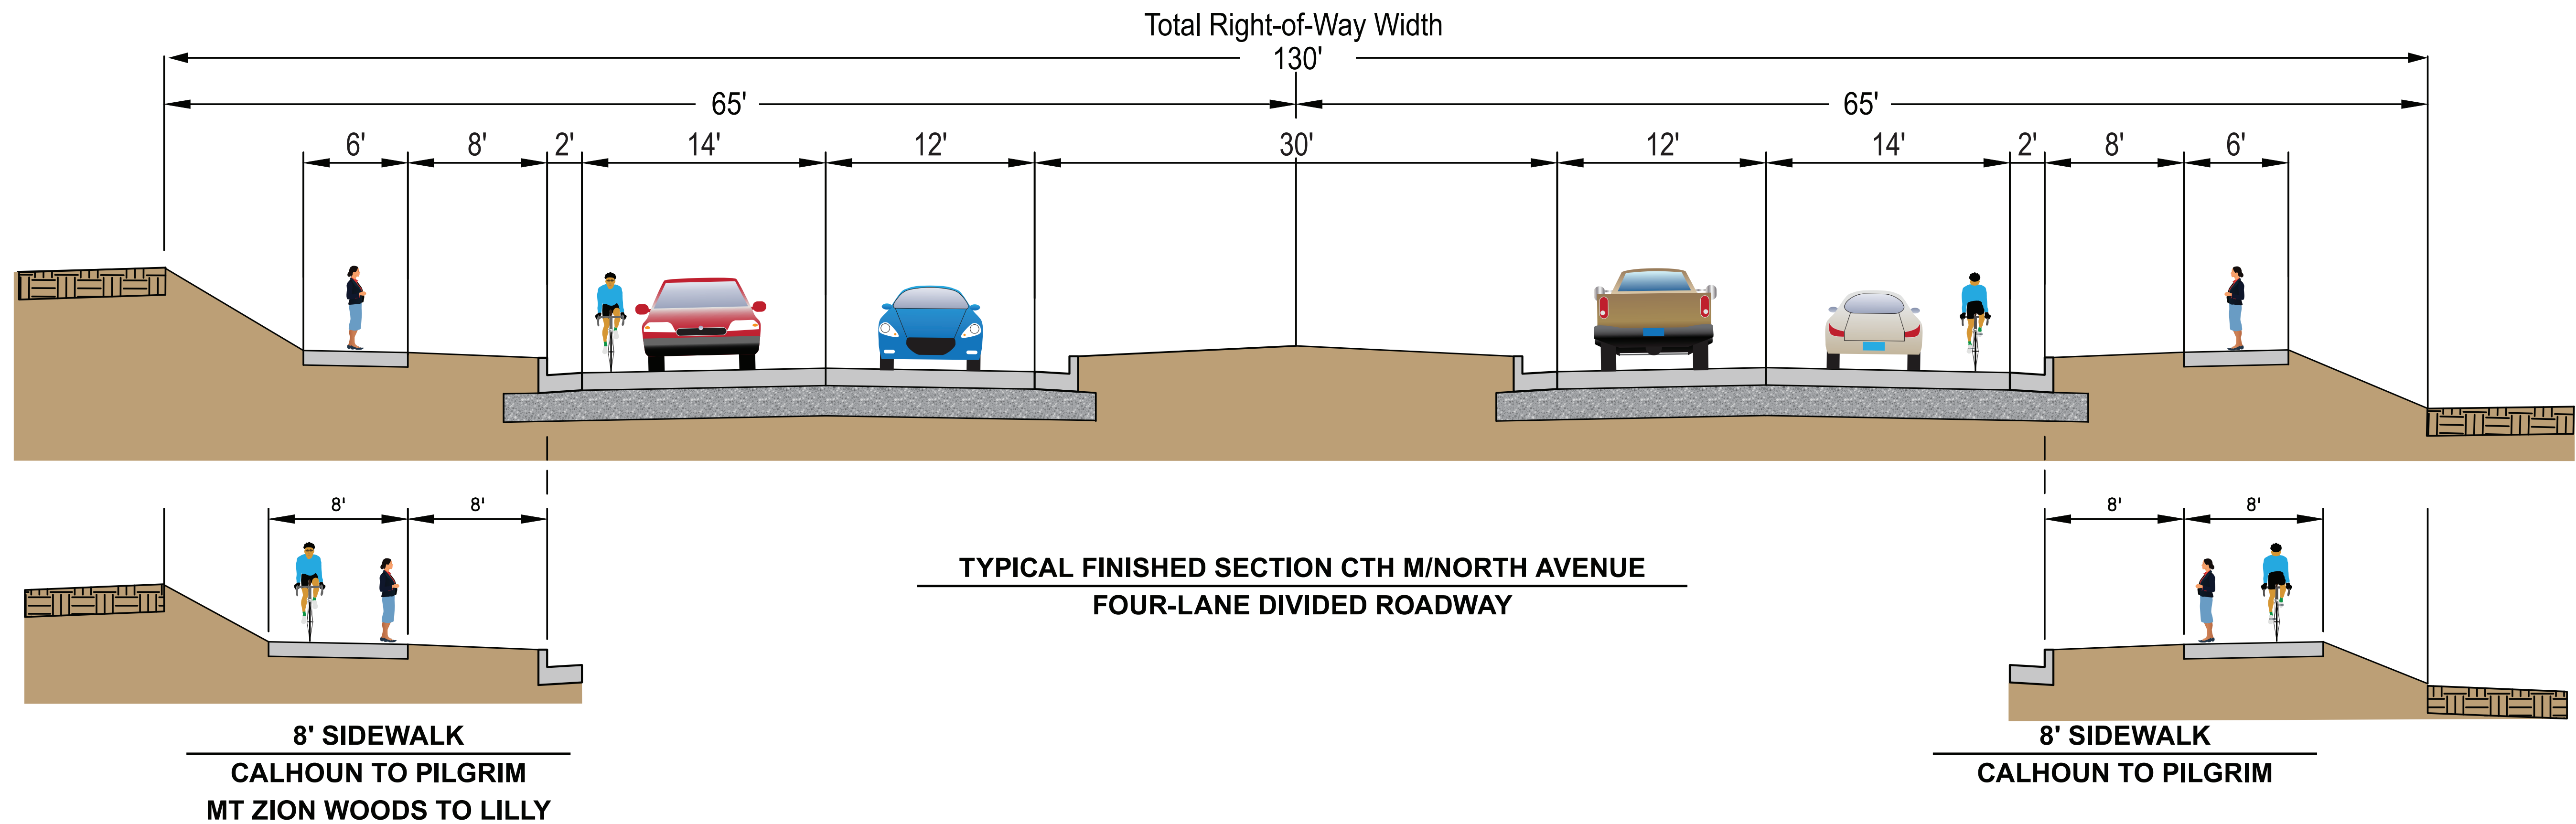 Total Right-of-Way Width
130'
65' 65'
6' 8' 2' 14' 12' 30' 12' 14' 2' 8' 6'
8' 8' 8' 8'
TYPICAL FINISHED SECTION CTH M/NORTH AVENUE
FOUR-LANE DIVIDED ROADWAY
8' SIDEWALK
CALHOUN TO PILGRIM
MT ZION WOODS TO LILLY
8' SIDEWALK
CALHOUN TO PILGRIM